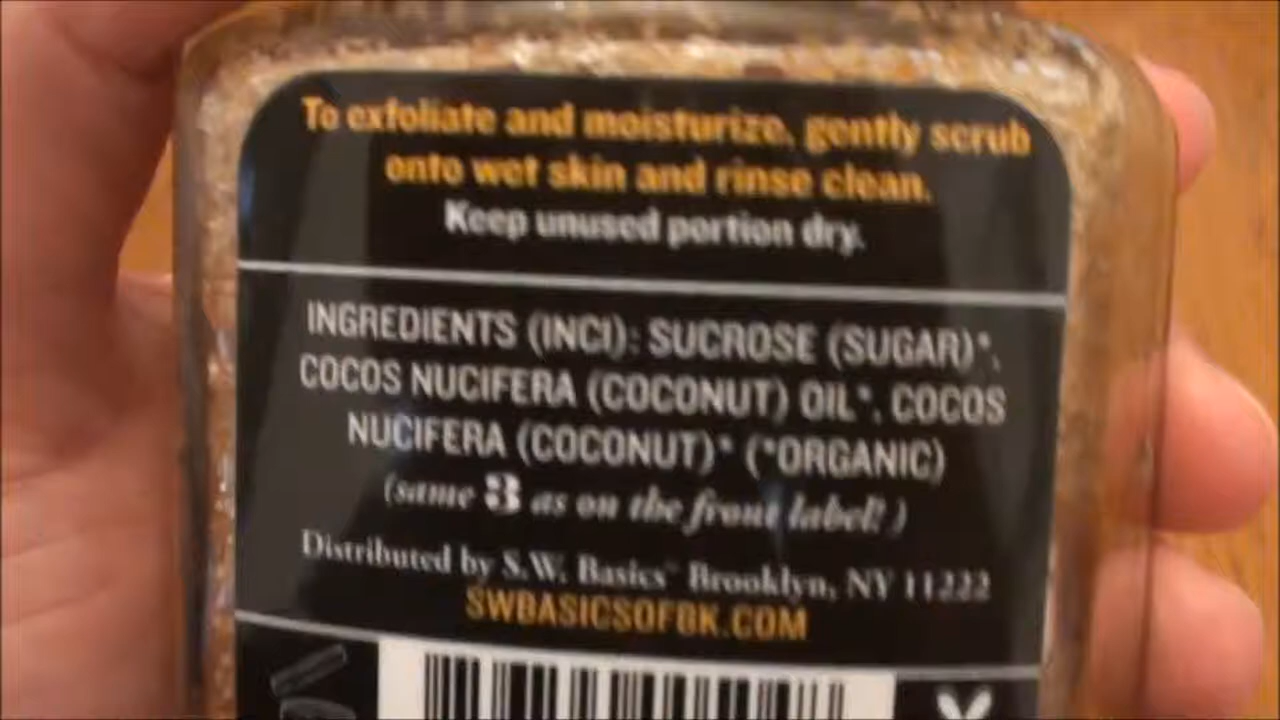 To exfoliate and moisturize, gently scrub
onto wet skin and rinse clean.
Keep unused portion dry.
INGREDIENTS (INCI): SUCROSE (SUGAR)*,
COCOS NUCIFERA (COCONUT) OIL*, COCOS
NUCIFERA (COCONUT)* (*ORGANIC)
(same 3 as on the front label!)
Distributed by S.W. Basics™ Brooklyn, NY 11222
SWBASICSOFBK.COM